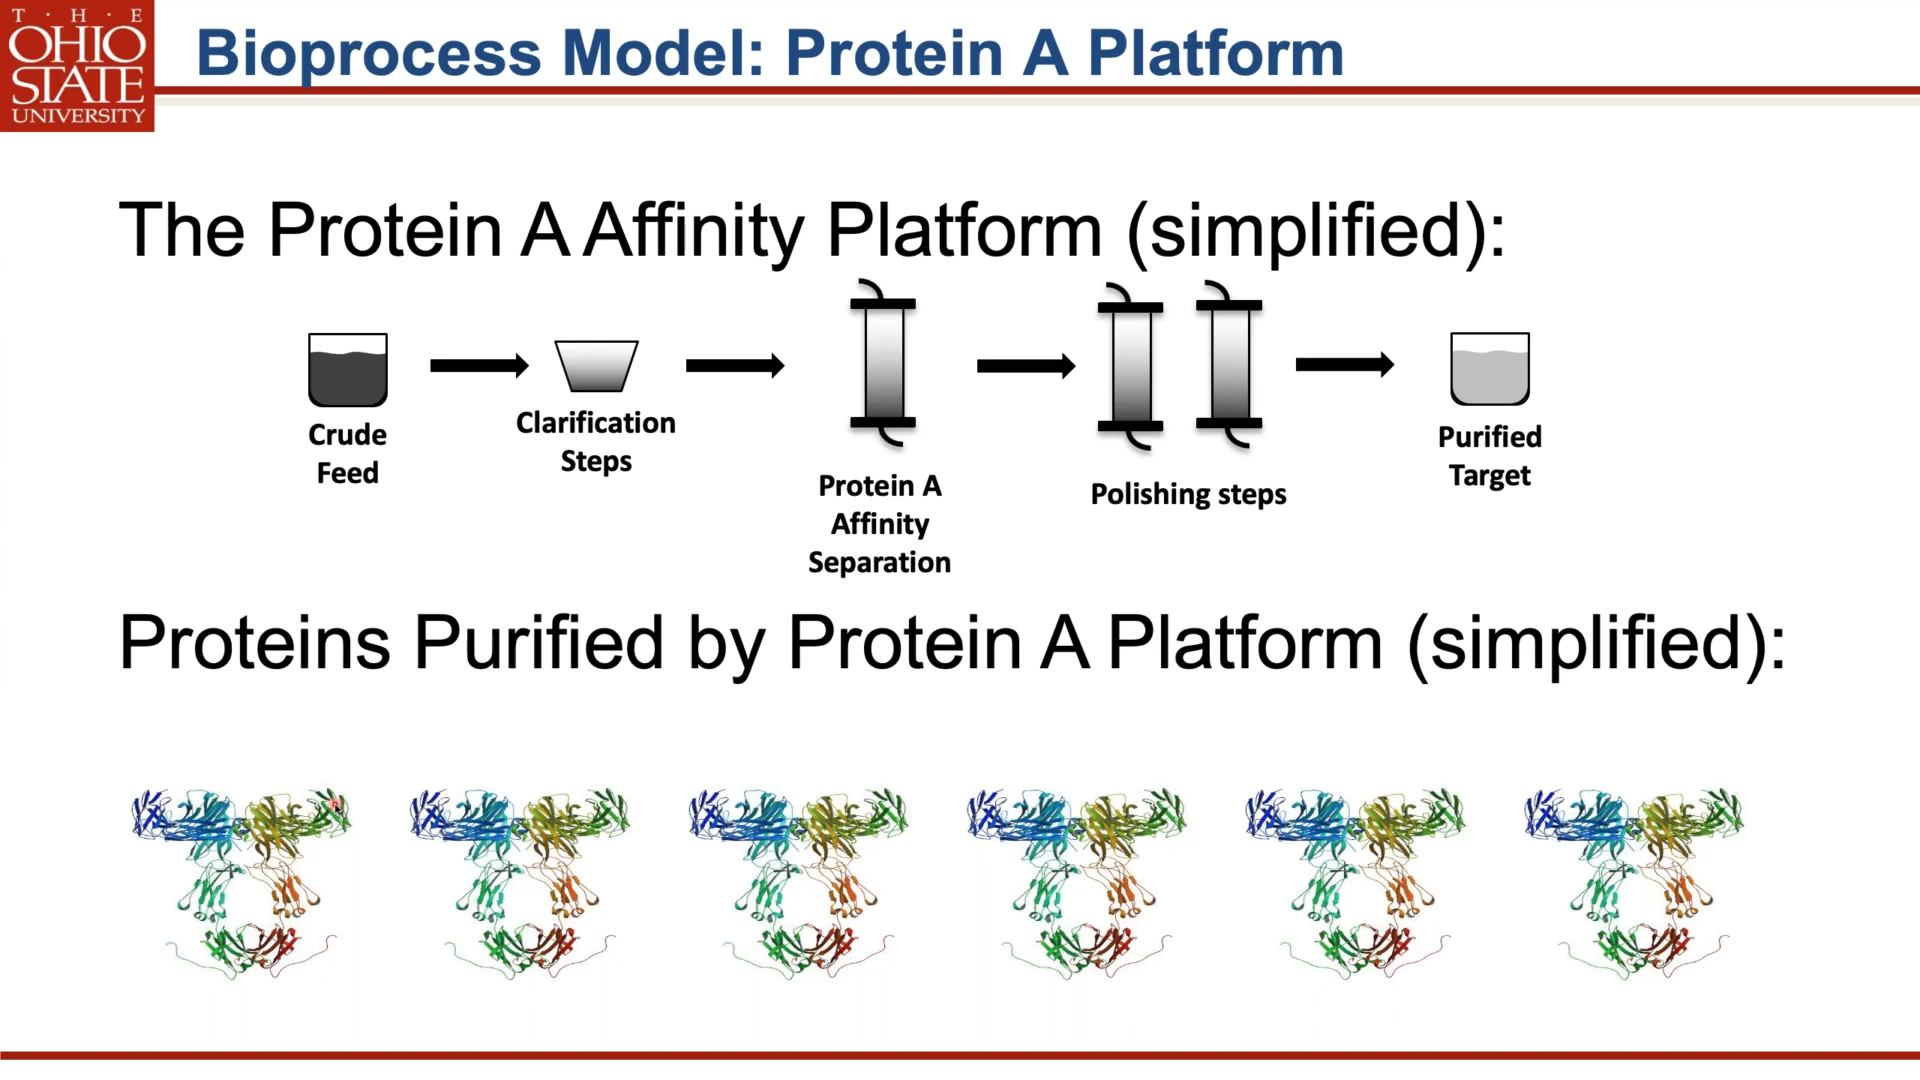 T · H · E
OHIO
STATE
UNIVERSITY
Bioprocess Model: Protein A Platform
The Protein A Affinity Platform (simplified):
Crude
Feed
Clarification
Steps
Protein A
Affinity
Separation
Polishing steps
Purified
Target
Proteins Purified by Protein A Platform (simplified):